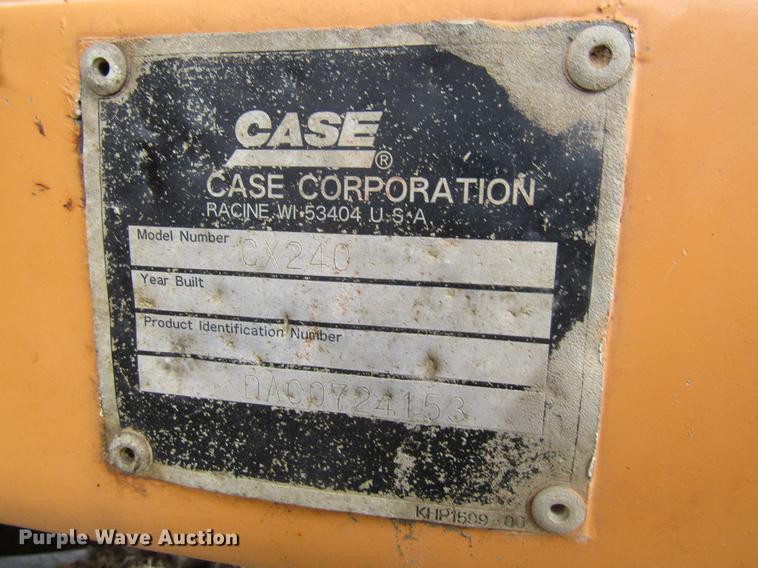 CASE®
CASE CORPORATION
RACINE, WI 53404 U.S.A
Model Number CX240
Year Built
Product Identification Number
DAC0724153
KHP1599-00
Purple Wave Auction®